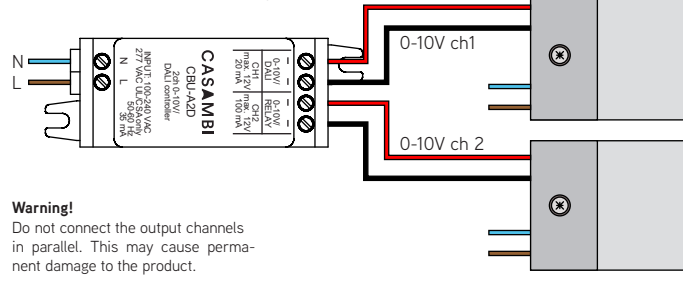 N
L
N
L
INPUT: 100-240 VAC
277 VAC UL/CSA only
50-60 Hz
35 mA
CASAMBI
CBU-A2D
2ch 0-10V/
DALI controller
0-10V/
DALI
CH1
max. 12V
20 mA
0-10V/
RELAY
CH2
max. 12V
100 mA
0-10V ch1
0-10V ch 2
Warning!
Do not connect the output channels
in parallel. This may cause perma-
nent damage to the product.